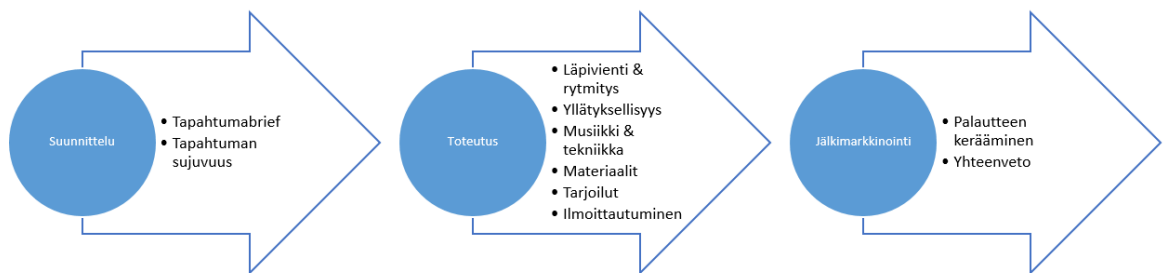 Suunnittelu
• Tapahtumabrief
• Tapahtuman
sujuvuus
Toteutus
• Läpivienti &
rytmitys
• Yllätyksellisyys
• Musiikki &
tekniikka
• Materiaalit
• Tarjoilut
• Ilmoittautuminen
Jälkimarkkinointi
• Palautteen
kerääminen
• Yhteenveto